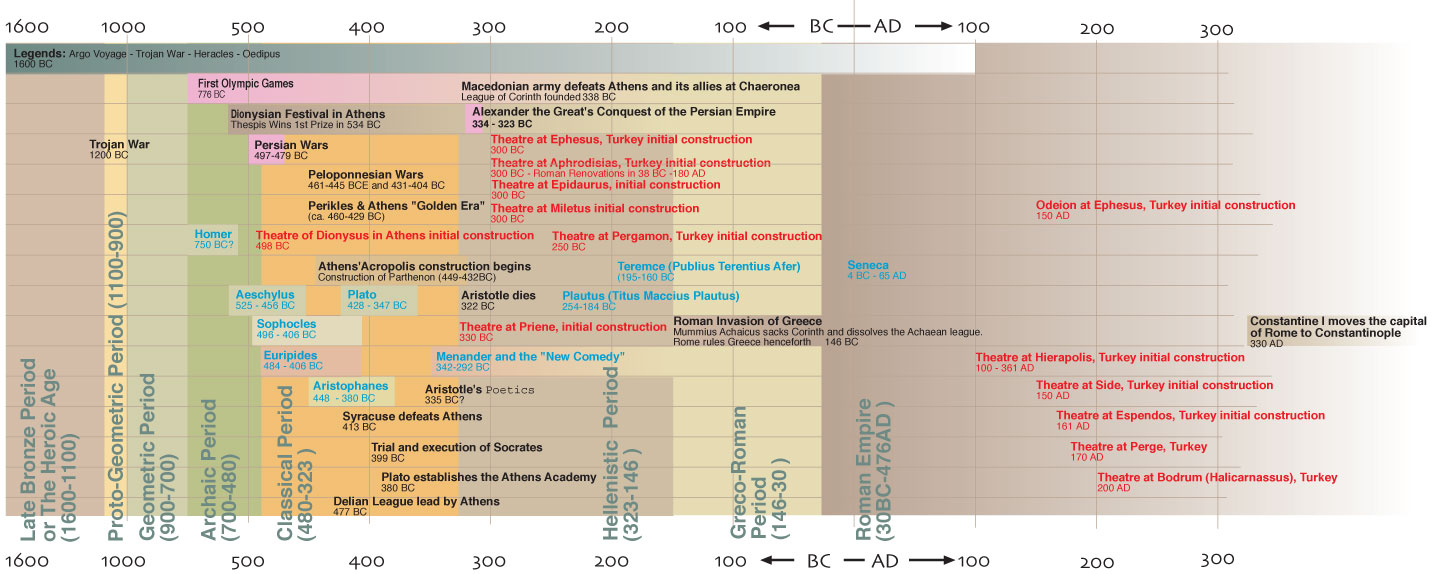 1600 1000 500 400 300 200 100 BC AD 100 200 300
Legends: Argo Voyage - Trojan War - Heracles - Oedipus
1600 BC
First Olympic Games
776 BC
Macedonian army defeats Athens and its allies at Chaeronea
League of Corinth founded 338 BC
Dionysian Festival in Athens
Thespis Wins 1st Prize in 534 BC
Alexander the Great's Conquest of the Persian Empire
334 - 323 BC
Trojan War
1200 BC
Persian Wars
497-479 BC
Theatre at Ephesus, Turkey initial construction
300 BC
Theatre at Aphrodisias, Turkey initial construction
300 BC - Roman Renovations in 38 BC -180 AD
Peloponnesian Wars
461-445 BCE and 431-404 BC
Theatre at Epidaurus, initial construction
300 BC
Perikles & Athens "Golden Era"
(ca. 460-429 BC)
Theatre at Miletus initial construction
300 BC
Odeion at Ephesus, Turkey initial construction
150 AD
Homer
750 BC?
Theatre of Dionysus in Athens initial construction
498 BC
Theatre at Pergamon, Turkey initial construction
250 BC
Athens'Acropolis construction begins
Construction of Parthenon (449-432BC)
Teremce (Publius Terentius Afer)
(195-160 BC
Seneca
4 BC - 65 AD
Aeschylus
525 - 456 BC
Plato
428 - 347 BC
Aristotle dies
322 BC
Plautus (Titus Maccius Plautus)
254-184 BC
Sophocles
496 - 406 BC
Theatre at Priene, initial construction
330 BC
Roman Invasion of Greece
Mummius Achaicus sacks Corinth and dissolves the Achaean league.
Rome rules Greece henceforth 146 BC
Constantine I moves the capital
of Rome to Constantinople
330 AD
Euripides
484 - 406 BC
Menander and the "New Comedy"
342-292 BC
Theatre at Hierapolis, Turkey initial construction
100 - 361 AD
Aristophanes
448 - 380 BC
Aristotle's Poetics
335 BC?
Theatre at Side, Turkey initial construction
150 AD
Syracuse defeats Athens
413 BC
Theatre at Espendos, Turkey initial construction
161 AD
Trial and execution of Socrates
399 BC
Theatre at Perge, Turkey
170 AD
Plato establishes the Athens Academy
380 BC
Theatre at Bodrum (Halicarnassus), Turkey
200 AD
Delian League lead by Athens
477 BC
Late Bronze Period
or The Heroic Age
(1600-1100)
Proto-Geometric Period (1100-900)
Geometric Period
(900-700)
Archaic Period
(700-480)
Classical Period
(480-323 )
Hellenistic Period
(323-146 )
Greco-Roman
Period
(146-30 )
Roman Empire
(30BC-476AD )
1600 1000 500 400 300 200 100 BC AD 100 200 300